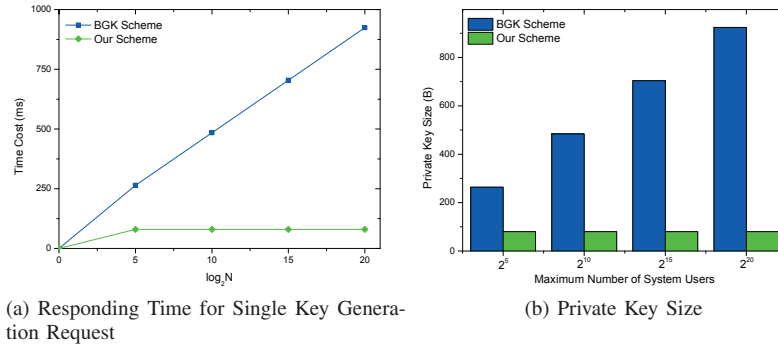 1000
750
500
250
0
Time Cost (ms)
BGK Scheme
Our Scheme
0 5 10 15 20
log2N
(a) Responding Time for Single Key Genera-
tion Request
800
600
400
200
0
Private Key Size (B)
BGK Scheme
Our Scheme
2^5 2^10 2^15 2^20
Maximum Number of System Users
(b) Private Key Size